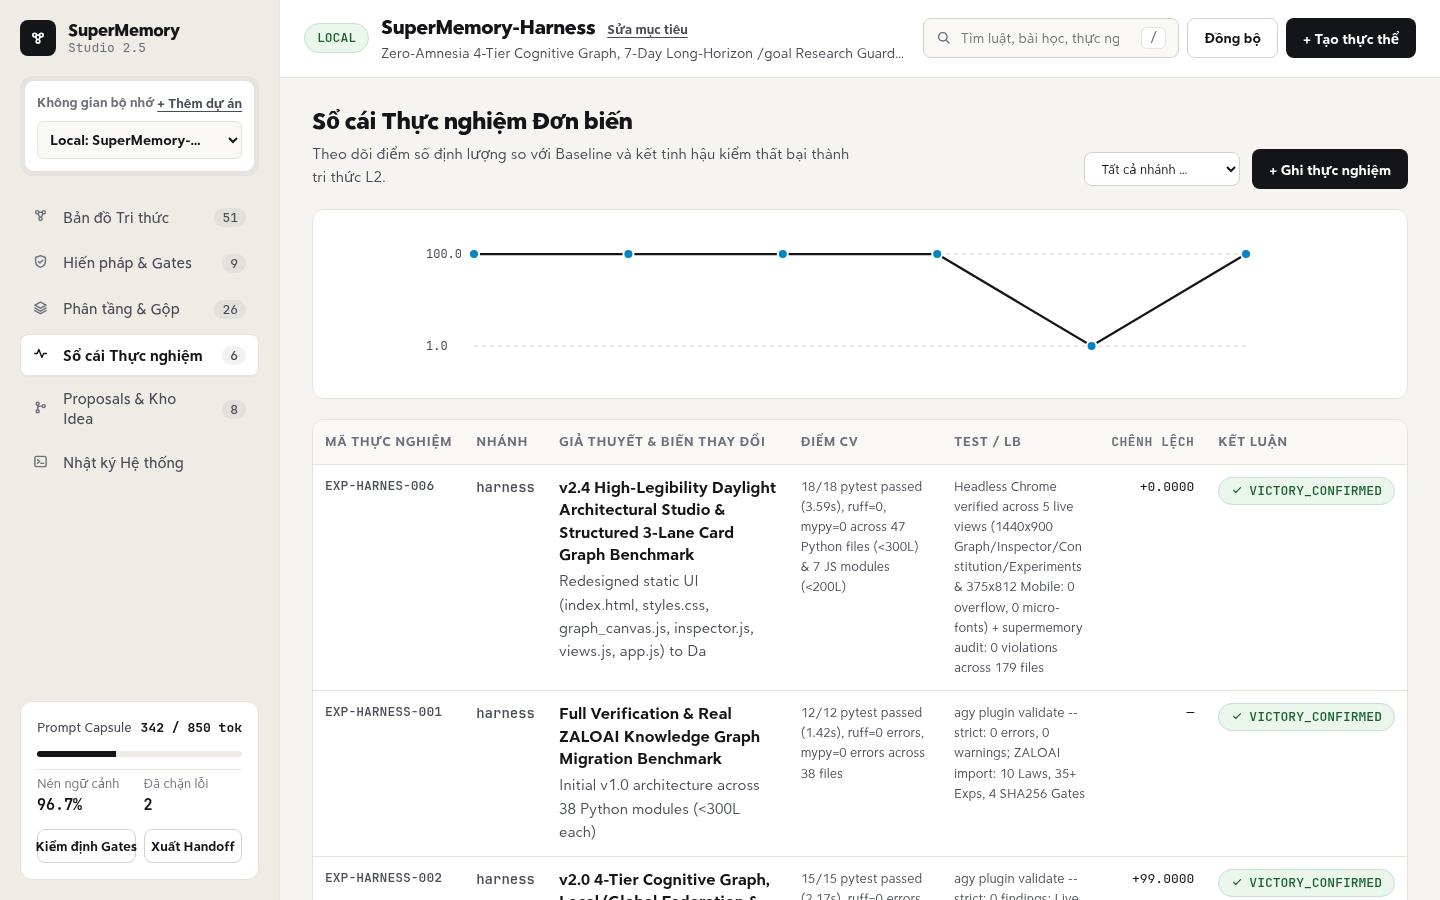 SuperMemory
Studio 2.5
Không gian bộ nhớ + Thêm dự án
Local: SuperMemory-...
Bản đồ Tri thức 51
Hiến pháp & Gates 9
Phân tầng & Gộp 26
Sổ cái Thực nghiệm 6
Proposals & Kho
Idea 8
Nhật ký Hệ thống
Prompt Capsule 342 / 850 tok
Nén ngữ cảnh Đã chặn lỗi
96.7% 2
Kiểm định Gates Xuất Handoff
LOCAL
SuperMemory-Harness Sửa mục tiêu
Zero-Amnesia 4-Tier Cognitive Graph, 7-Day Long-Horizon /goal Research Guard...
Tìm luật, bài học, thực ng /
Đồng bộ
+ Tạo thực thể
Sổ cái Thực nghiệm Đơn biến
Theo dõi điểm số định lượng so với Baseline và kết tinh hậu kiểm thất bại thành
tri thức L2.
Tất cả nhánh ...
+ Ghi thực nghiệm
100.0
1.0
MÃ THỰC NGHIỆM NHÁNH GIẢ THUYẾT & BIẾN THAY ĐỔI ĐIỂM CV TEST / LB CHÊNH LỆCH KẾT LUẬN
EXP-HARNES-006
harness
v2.4 High-Legibility Daylight
Architectural Studio &
Structured 3-Lane Card
Graph Benchmark
Redesigned static UI
(index.html, styles.css,
graph_canvas.js, inspector.js,
views.js, app.js) to Da
18/18 pytest passed
(3.59s), ruff=0,
mypy=0 across 47
Python files (<300L)
& 7 JS modules
(<200L)
Headless Chrome
verified across 5 live
views (1440x900
Graph/Inspector/Con
stitution/Experiments
& 375x812 Mobile: 0
overflow, 0 micro-
fonts) + supermemory
audit: 0 violations
across 179 files
+0.0000
✓ VICTORY_CONFIRMED
EXP-HARNESS-001
harness
Full Verification & Real
ZALOAI Knowledge Graph
Migration Benchmark
Initial v1.0 architecture across
38 Python modules (<300L
each)
12/12 pytest passed
(1.42s), ruff=0 errors,
mypy=0 errors across
38 files
agy plugin validate --
strict: 0 errors, 0
warnings; ZALOAI
import: 10 Laws, 35+
Exps, 4 SHA256 Gates
—
✓ VICTORY_CONFIRMED
EXP-HARNESS-002
harness
v2.0 4-Tier Cognitive Graph,
Local/Global Federation &
15/15 pytest passed
(2.17s), ruff=0 errors
agy plugin validate --
strict: 0 findings; Live
+99.0000
✓ VICTORY_CONFIRMED